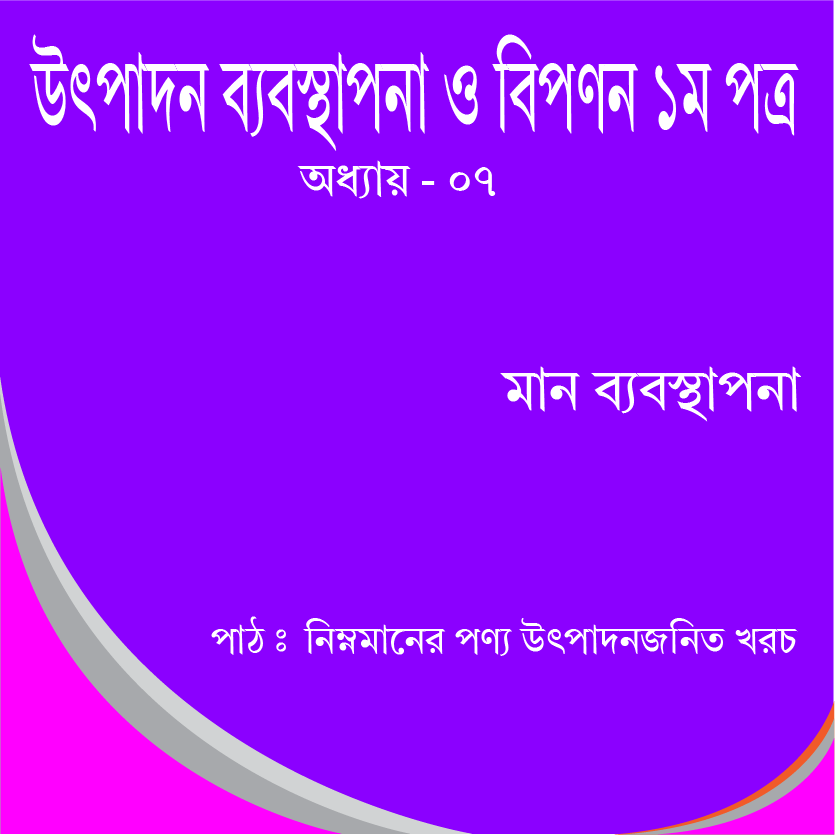 উৎপাদন ব্যবস্থাপনা ও বিপণন ১ম পত্র
অধ্যায় - ০৭
মান ব্যবস্থাপনা
পাঠ ঃ নিম্নমানের পণ্য উৎপাদনজনিত খরচ